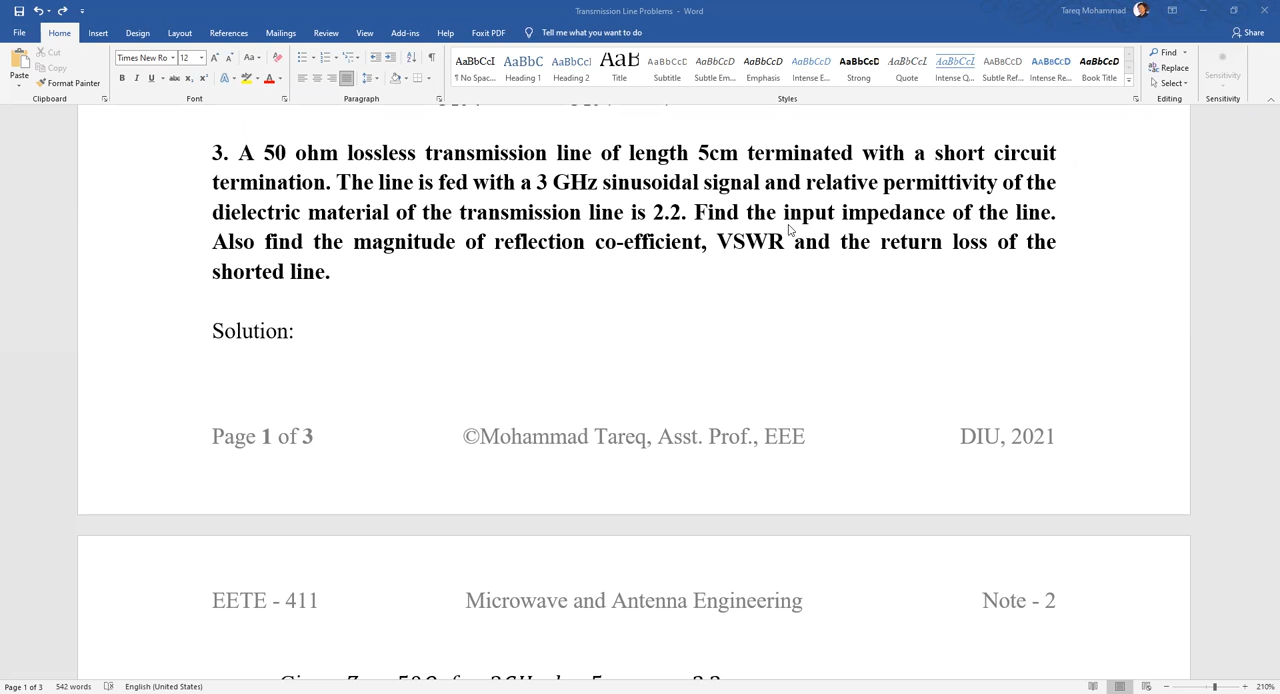 Transmission Line Problems - Word
Tareq Mohammad
File Home Insert Design Layout References Mailings Review View Add-ins Help Foxit PDF Tell me what you want to do Share
Paste Cut Copy Format Painter
Clipboard
Times New Ro 12 Aa
B I U abc x₂ x² A A
Font
Paragraph
AaBbCcI AaBbC AaBbCcI AaB AaBbCcD AaBbCcD AaBbCcD AaBbCcD AaBbCcD AaBbCcI AaBbCcI AaBbCcD AaBbCcD AaBbCcD
¶ No Spac... Heading 1 Heading 2 Title Subtitle Subtle Em... Emphasis Intense E... Strong Quote Intense Q... Subtle Ref... Intense Re... Book Title
Styles
Find
Replace
Select
Editing
Sensitivity
Sensitivity
3. A 50 ohm lossless transmission line of length 5cm terminated with a short circuit
termination. The line is fed with a 3 GHz sinusoidal signal and relative permittivity of the
dielectric material of the transmission line is 2.2. Find the input impedance of the line.
Also find the magnitude of reflection co-efficient, VSWR and the return loss of the
shorted line.
Solution:
Page 1 of 3 ©Mohammad Tareq, Asst. Prof., EEE DIU, 2021
EETE - 411 Microwave and Antenna Engineering Note - 2
Page 1 of 3 542 words English (United States) 210%